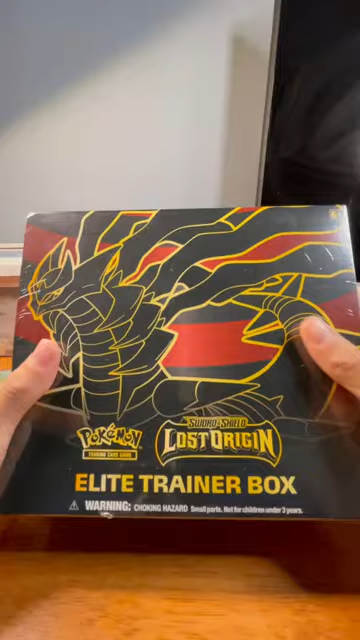 SWORD & SHIELD
POKÉMON
LOST ORIGIN
TRADING CARD GAME
ELITE TRAINER BOX
WARNING: CHOKING HAZARD Small parts. Not for children under 3 years.